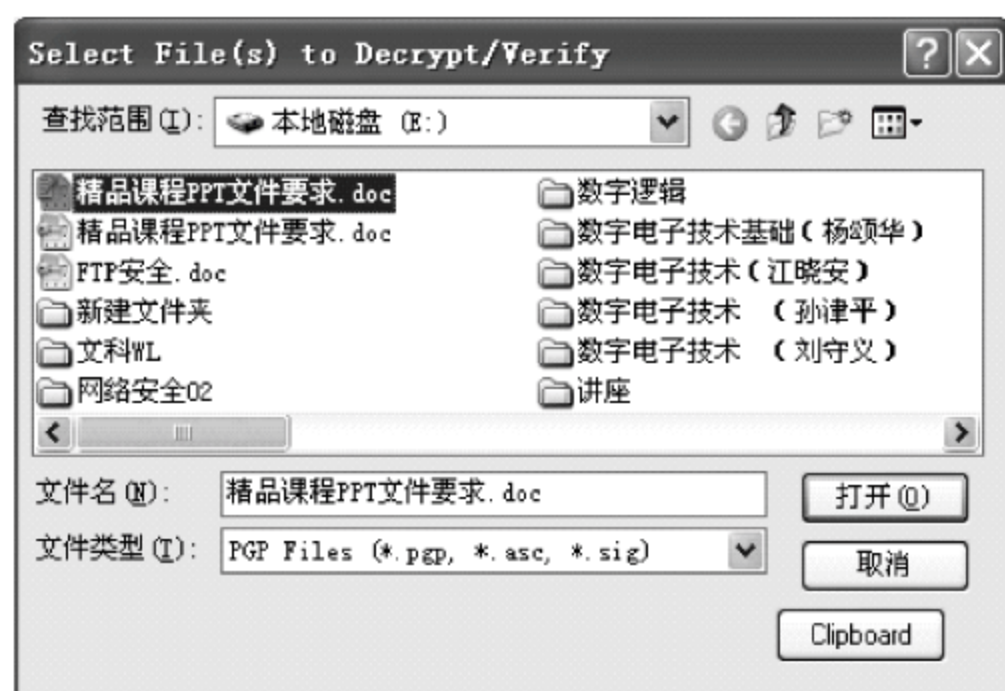 Select File(s) to Decrypt/Verify
查找范围(I): 本地磁盘 (E:)
精品课程PPT文件要求.doc
精品课程PPT文件要求.doc
FTP安全.doc
新建文件夹
文科WL
网络安全02
数字逻辑
数字电子技术基础(杨颂华)
数字电子技术(江晓安)
数字电子技术 (孙津平)
数字电子技术 (刘守义)
讲座
文件名(N): 精品课程PPT文件要求.doc
打开(O)
文件类型(T): PGP Files (*.pgp, *.asc, *.sig)
取消
Clipboard